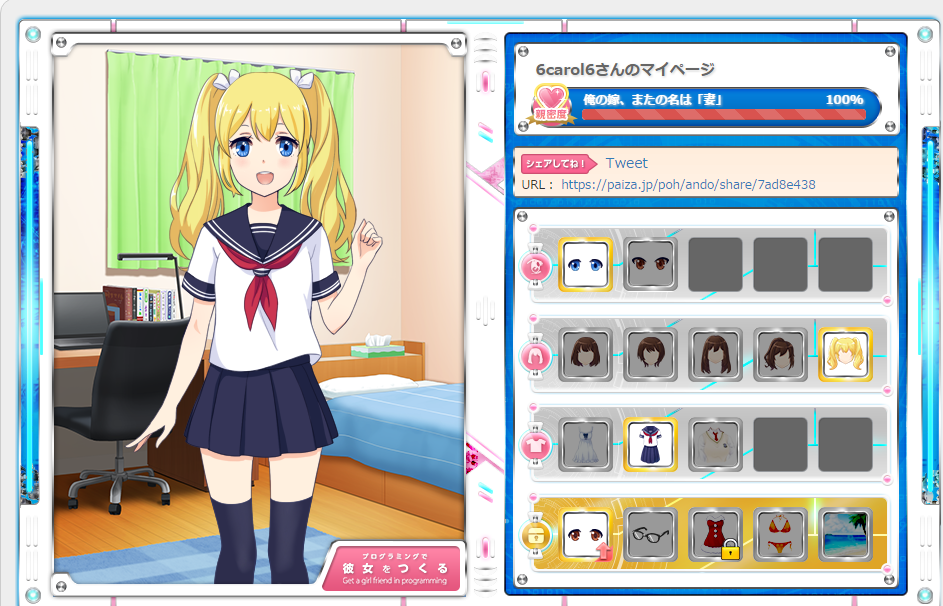 6carol6さんのマイページ
親密度
俺の嫁、またの名は「妻」 100%
シェアしてね! Tweet
URL： https://paiza.jp/poh/ando/share/7ad8e438
プログラミングで
彼女をつくる
Get a girl friend in programming